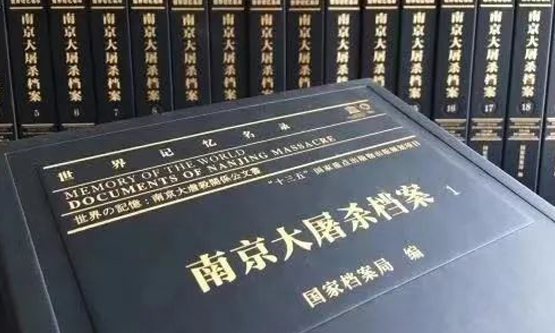 南京大屠杀档案 5
南京大屠杀档案 6
南京大屠杀档案 7
南京大屠杀档案
南京大屠杀档案
南京大屠杀档案
南京大屠杀档案
南京大屠杀档案
南京大屠杀档案
南京大屠杀档案
南京大屠杀档案
南京大屠杀档案 16
南京大屠杀档案 17
南京大屠杀档案 18
世界记忆名录
MEMORY OF THE WORLD
DOCUMENTS OF NANJING MASSACRE
世界の記憶：南京大虐殺関係公文書
"十三五"国家重点出版物出版规划项目
南京大屠杀档案 1
国家档案局 编